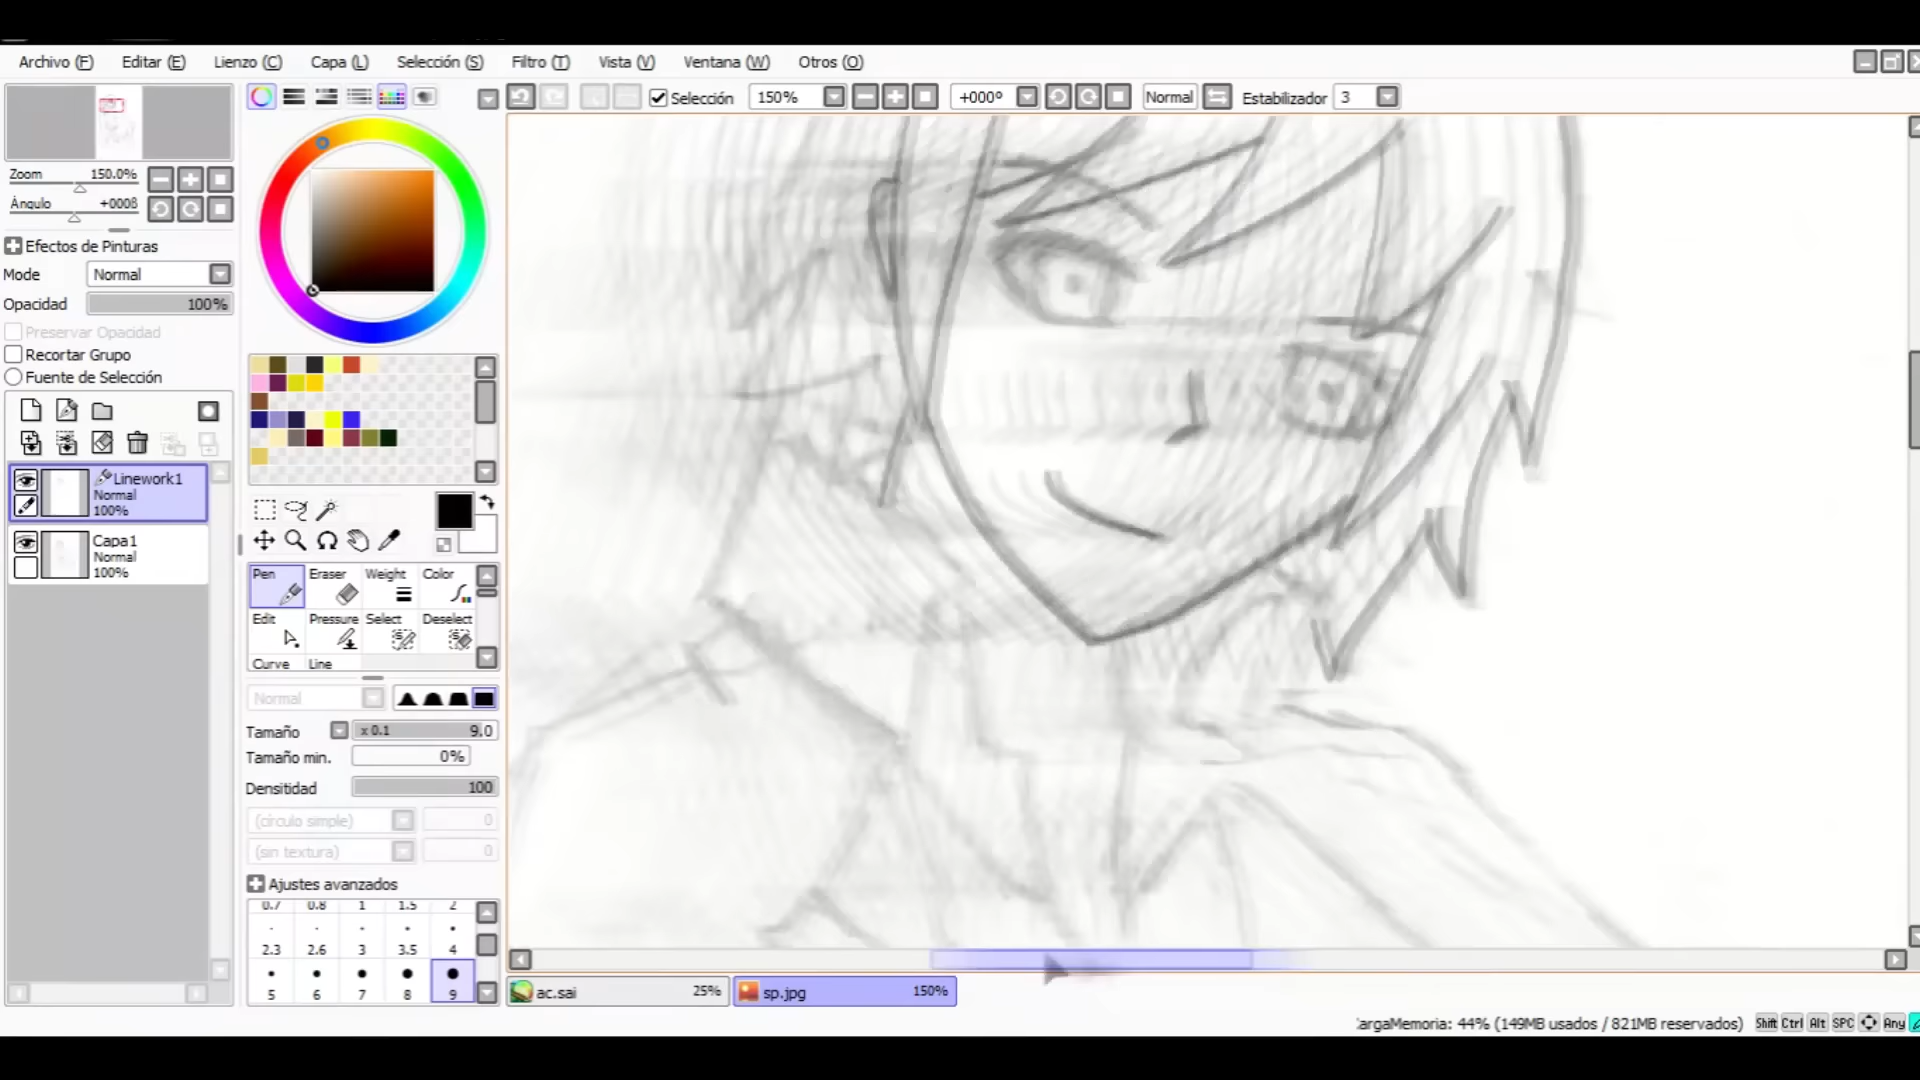 Archivo (F) Editar (E) Lienzo (C) Capa (L) Selección (S) Filtro (T) Vista (V) Ventana (W) Otros (O)
Selección 150% +000º Normal Estabilizador 3
Zoom 150.0%
Ángulo +000§
Efectos de Pinturas
Mode Normal
Opacidad 100%
Preservar Opacidad
Recortar Grupo
Fuente de Selección
Linework1
Normal
100%
Capa1
Normal
100%
Pen Eraser Weight Color
Edit Pressure Select Deselect
Curve Line
Normal
Tamaño x 0.1 9.0
Tamaño min. 0%
Densitidad 100
(círculo simple) 0
(sin textura) 0
Ajustes avanzados
0.7 0.8 1 1.5 2
2.3 2.6 3 3.5 4
5 6 7 8 9
ac.sai 25% sp.jpg 150%
argaMemoria: 44% (149MB usados / 821MB reservados) Shift Ctrl Alt SPC Any